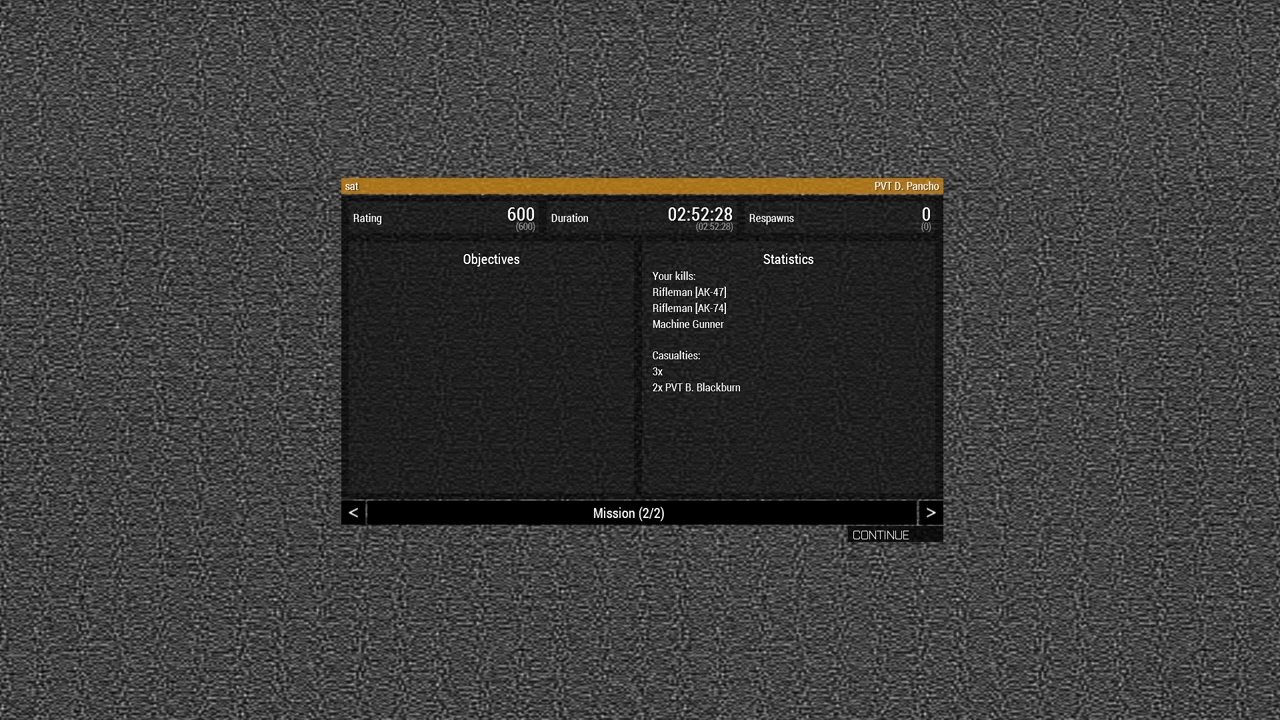 sat PVT D. Pancho
Rating 600 Duration 02:52:28 Respawns 0
(600) (02:52:28) (0)
Objectives
Statistics
Your kills:
Rifleman [AK-47]
Rifleman [AK-74]
Machine Gunner
Casualties:
3x
2x PVT B. Blackburn
< Mission (2/2) >
CONTINUE